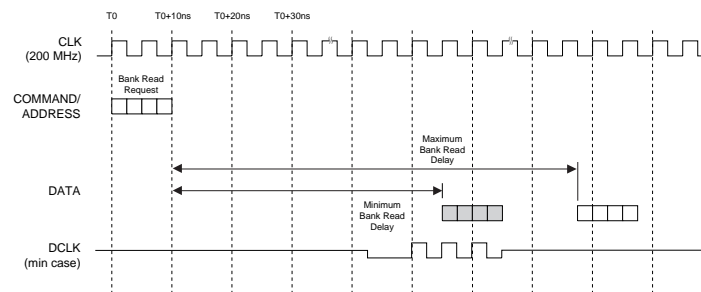 T0
T0+10ns
T0+20ns
T0+30ns
CLK
(200 MHz)
Bank Read
Request
COMMAND/
ADDRESS
Maximum
Bank Read
Delay
DATA
Minimum
Bank Read
Delay
DCLK
(min case)